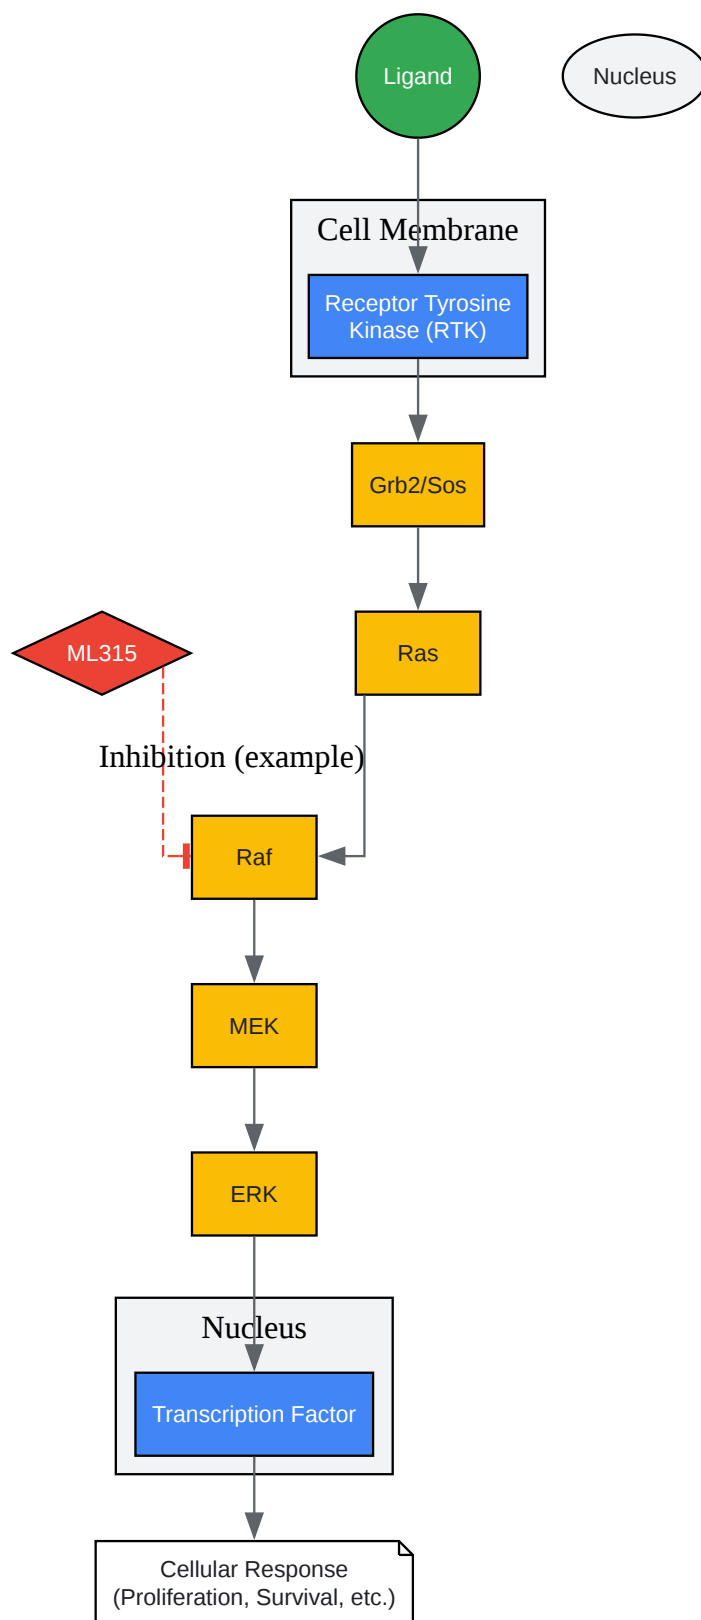 Ligand
Nucleus
Cell Membrane
Receptor Tyrosine
Kinase (RTK)
Grb2/Sos
Ras
ML315
Inhibition (example)
Raf
MEK
ERK
Nucleus
Transcription Factor
Cellular Response
(Proliferation, Survival, etc.)